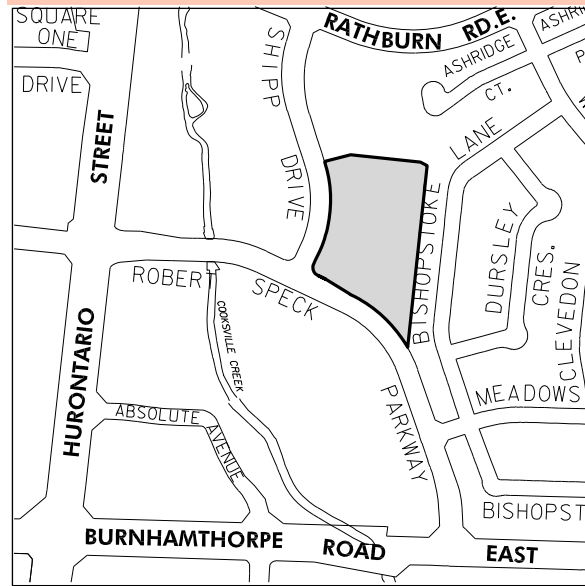 SQUARE
ONE
DRIVE
STREET
HURONTARIO
SHIPP
DRIVE
RATHBURN RD.E.
ASHRIDGE
CT.
LANE
BISHOPSTOKE
DURSLEY
CRES.
CLEVEDON
ROBERT
SPECK
PARKWAY
COOKSVILLE CREEK
ABSOLUTE
AVENUE
MEADOWS
BISHOPST
BURNHAMTHORPE ROAD EAST